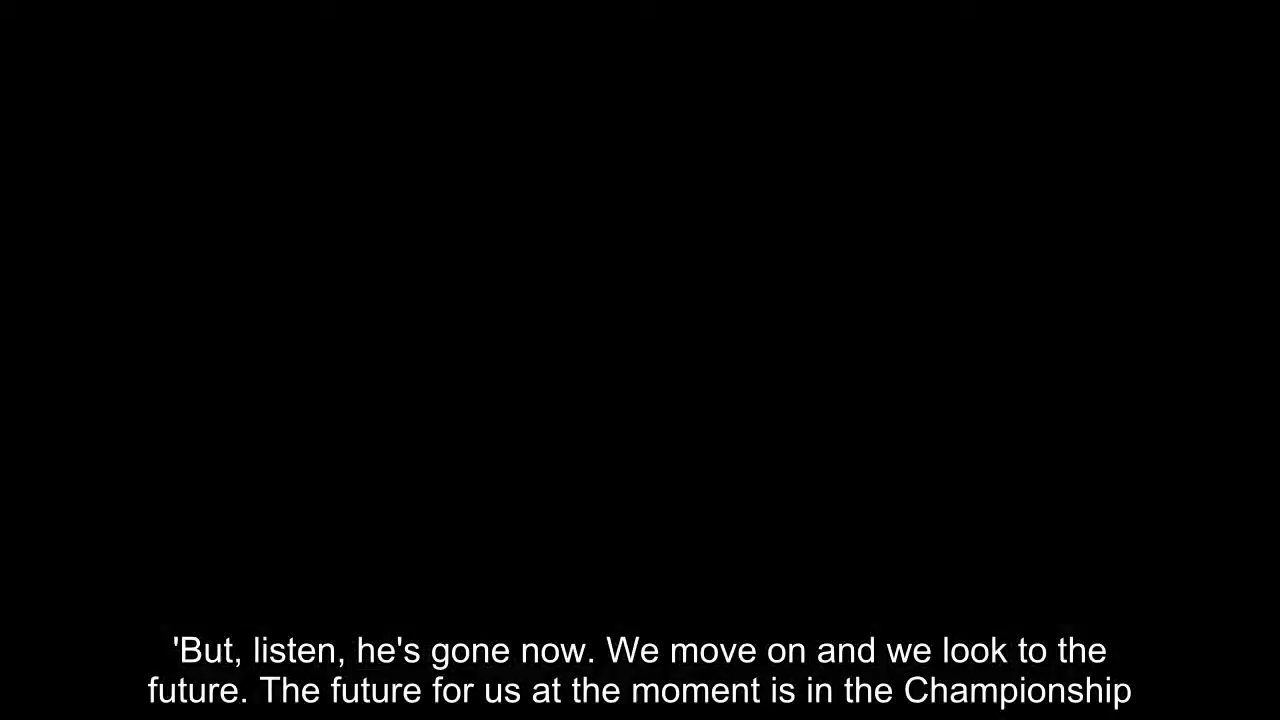 'But, listen, he's gone now. We move on and we look to the
future. The future for us at the moment is in the Championship